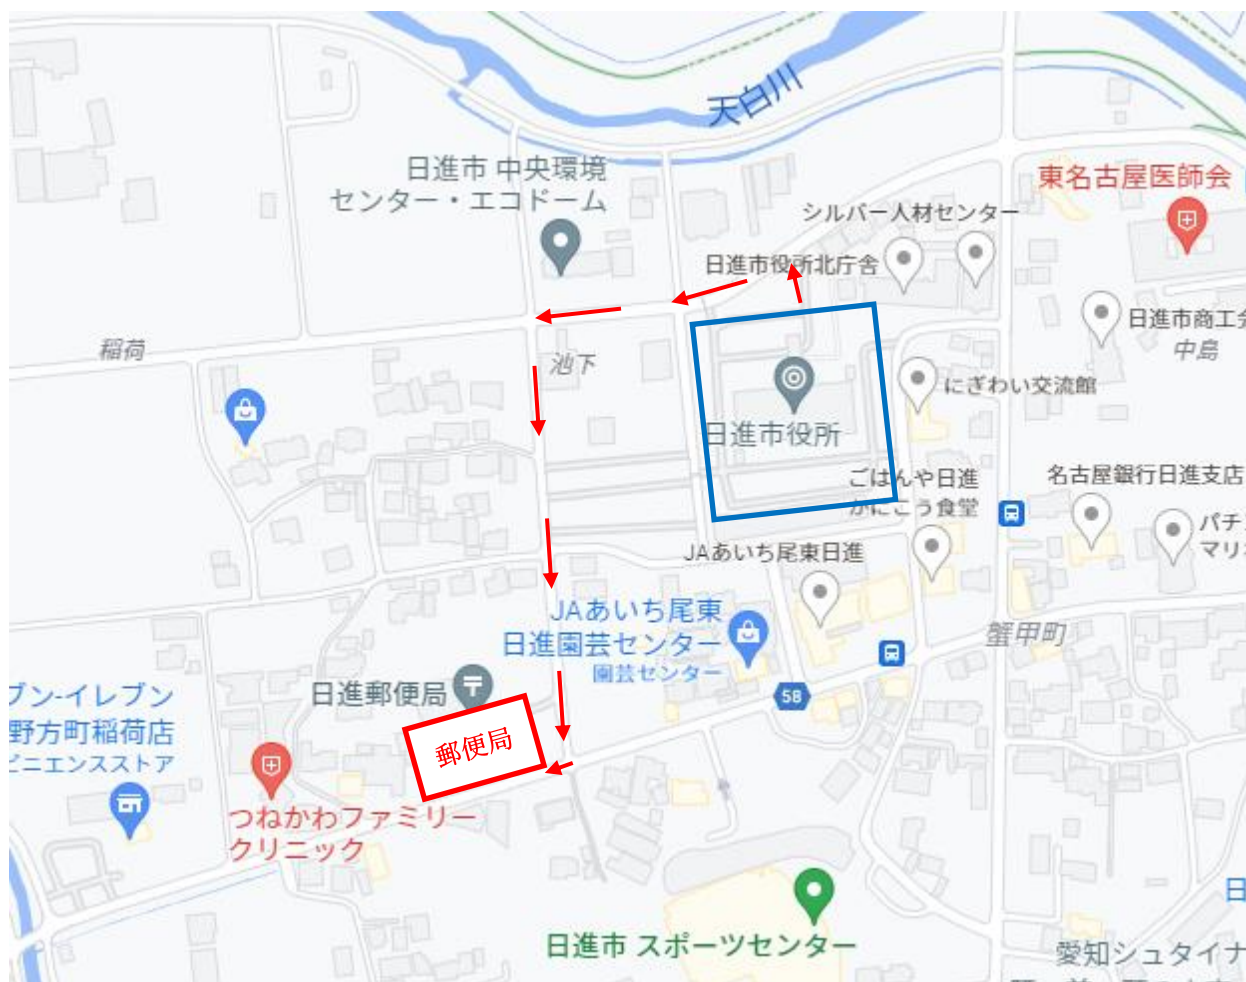 天白川
日進市 中央環境
センター・エコドーム
東名古屋医師会
シルバー人材センター
日進市役所北庁舎
日進市商工会
中島
稲荷
池下
にぎわい交流館
日進市役所
ごはんや日進
かにこう食堂
名古屋銀行日進支店
パチ
マリオ
JAあいち尾東日進
JAあいち尾東
日進園芸センター
園芸センター
蟹甲町
58
日進郵便局
郵便局
ブン-イレブン
野方町稲荷店
ビニエンスストア
つねかわファミリー
クリニック
日進市 スポーツセンター
日
愛知シュタイナ